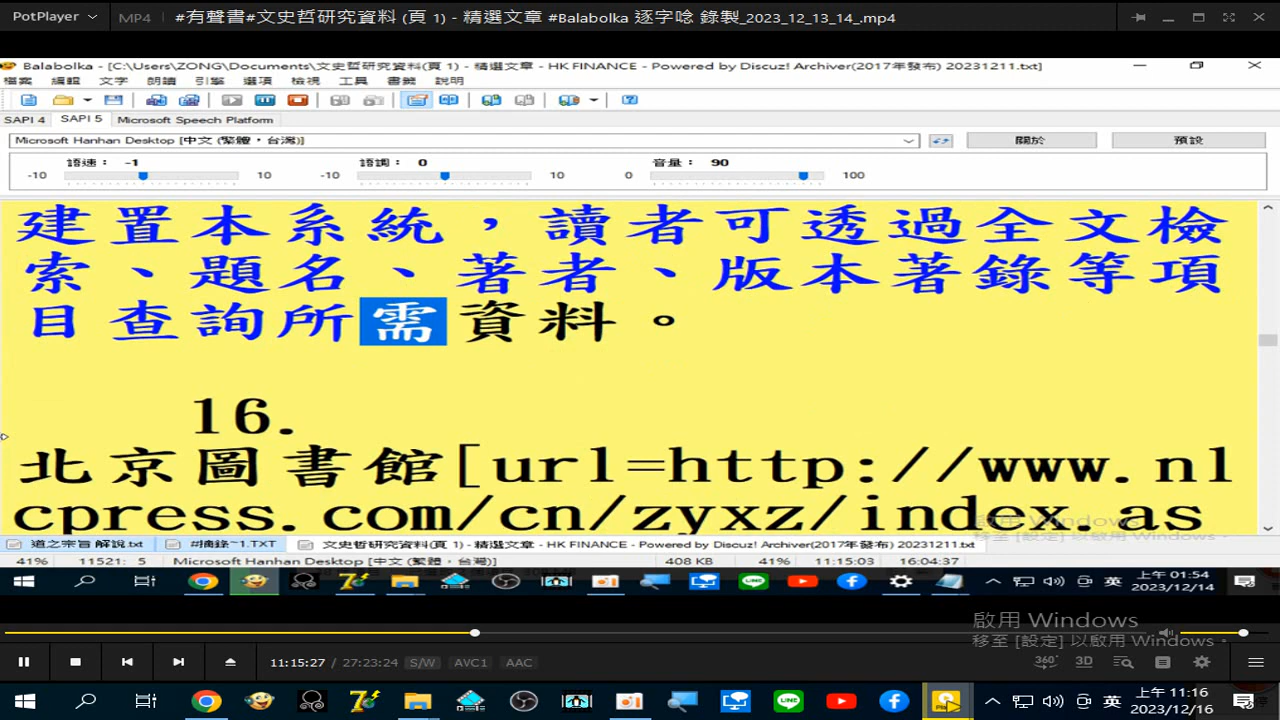 PotPlayer
MP4
#有聲書#文史哲研究資料 (頁 1) - 精選文章 #Balabolka 逐字唸 錄製_2023_12_13_14_.mp4
Balabolka - [C:\Users\ZONG\Documents\文史哲研究資料(頁 1) - 精選文章 - HK FINANCE - Powered by Discuz! Archiver(2017年發布) 20231211.txt]
檔案 編輯 文字 朗讀 引擎 選項 檢視 工具 書籤 說明
SAPI 4 SAPI 5 Microsoft Speech Platform
Microsoft Hanhan Desktop [中文 (繁體，台灣)]
關於 預設
語速： -1 語調： 0 音量： 90
-10 10 -10 10 0 100
建置本系統，讀者可透過全文檢
索、題名、著者、版本著錄等項
目查詢所需資料。
16.
北京圖書館[url=http://www.nl
cpress.com/cn/zyxz/index.as
道之宗旨 解說.txt #摘錄~1.TXT 文史哲研究資料(頁 1) - 精選文章 - HK FINANCE - Powered by Discuz! Archiver(2017年發布) 20231211.txt
41% 11521: 5 Microsoft Hanhan Desktop [中文 (繁體，台灣)] 408 KB 41% 11:15:03 16:04:37
英 上午 01:54
2023/12/14
啟用 Windows
移至 [設定] 以啟用 Windows。
啟用 Windows
移至 [設定] 以啟用 Windows。
11:15:27 / 27:23:24 S/W AVC1 AAC
360° 3D
英 上午 11:16
2023/12/16